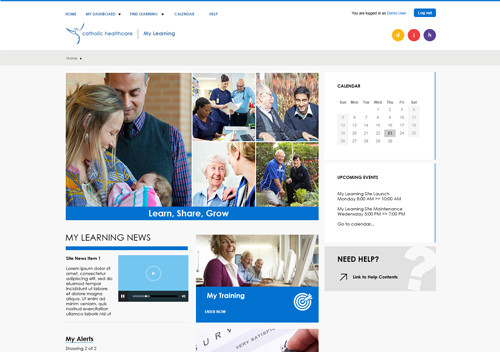 HOME MY DASHBOARD FIND LEARNING CALENDAR HELP
You are logged in as Demo User Log out
catholic healthcare My Learning
d i h
Home
Learn, Share, Grow
CALENDAR
Sun Mon Tue Wed Thu Fri Sat
1 2 3 4
5 6 7 8 9 10 11
12 13 14 15 16 17 18
19 20 21 22 23 24 25
26 27 28 29 30
UPCOMING EVENTS
My Learning Site Launch
Monday 8:00 AM >> 10:00 AM
My Learning Site Maintenance
Wedensday 5:00 PM >> 7:00 PM
Go to calendar...
NEED HELP?
?
Link to Help Contents
MY LEARNING NEWS
Site News Item 1
Lorem ipsum dolor
sit amet, consectetur
adipiscing elit, sed do
eiusmod tempor
incididunt ut labore
et dolore magna
aliqua. Ut enim ad
minim veniam, quis
nostrud exercitation
ullamco laboris nisi ut
My Training
ENTER NOW
My Alerts
Showing 2 of 2
SURV
VERY SATISFIE